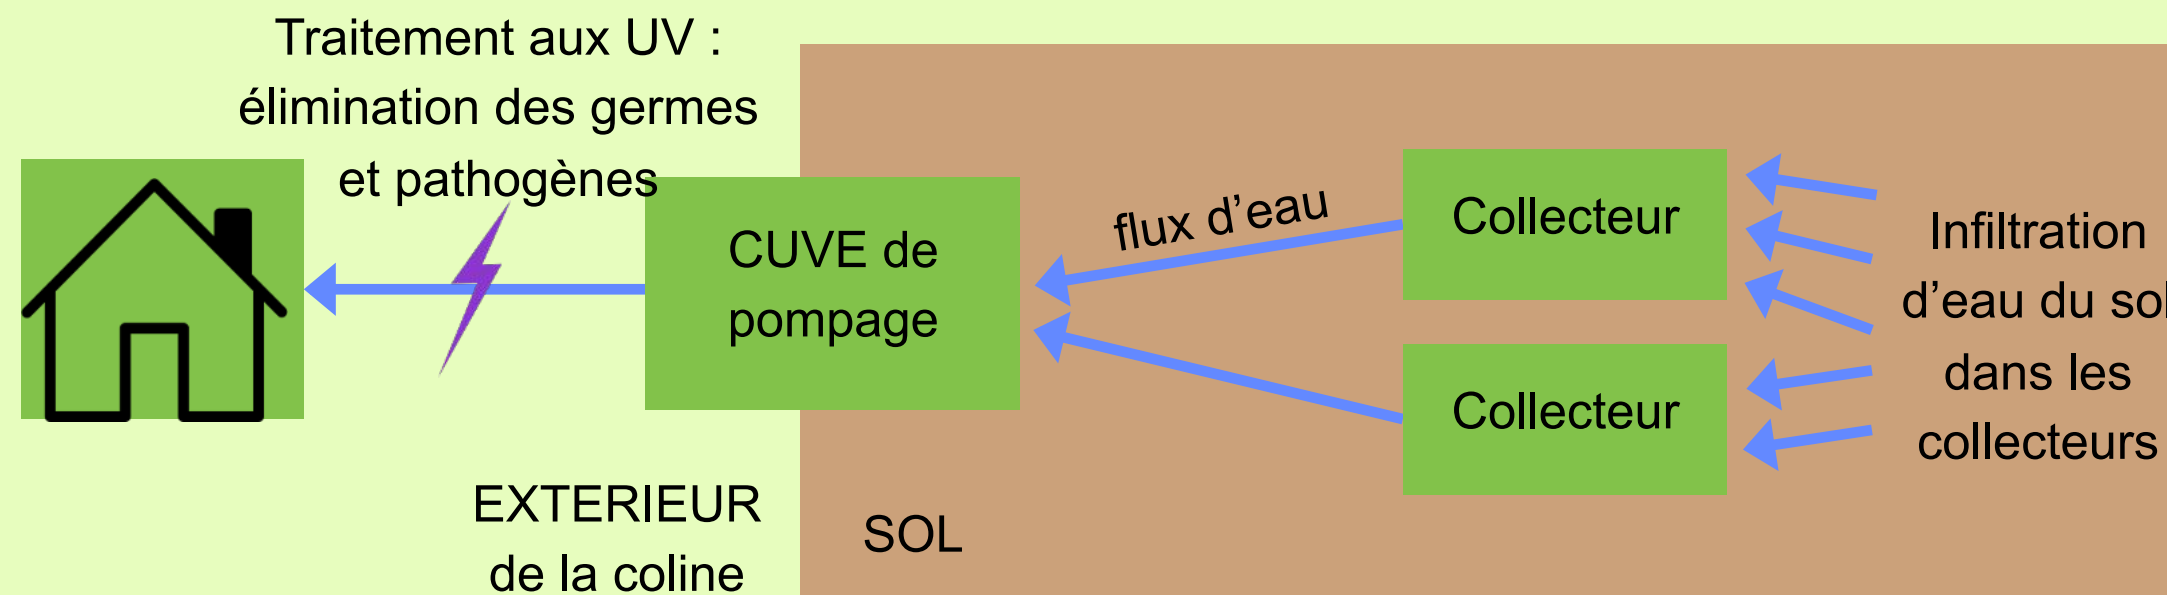 Traitement aux UV :
élimination des germes
et pathogènes
CUVE de
pompage
flux d’eau
Collecteur
Collecteur
Infiltration
d’eau du sol
dans les
collecteurs
EXTERIEUR
de la coline
SOL